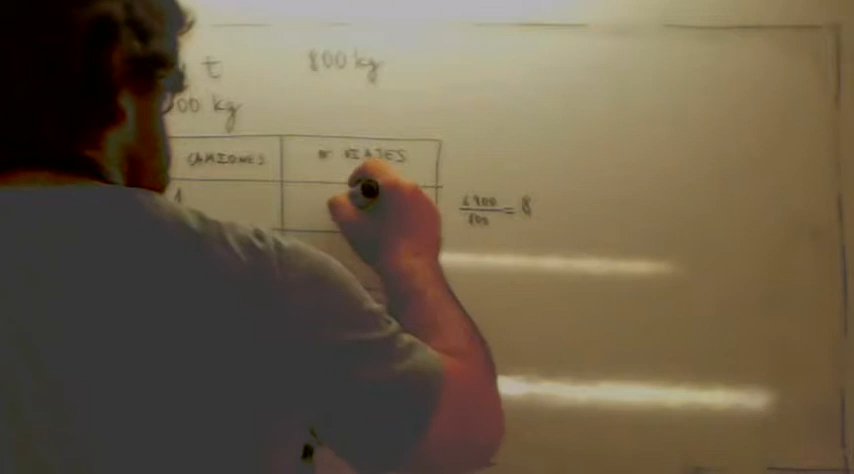 t 800 kg
00 kg
CAMIONES Nº VIAJES
1
6400/800 = 8